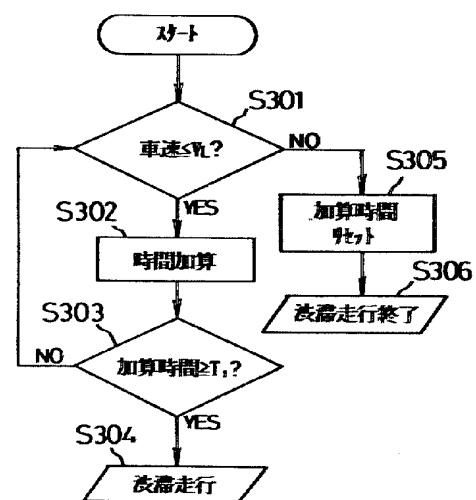 スタート
S301
車速≤VL?
NO
YES
S305
加算時間
リセット
S302
時間加算
S306
渋滞走行終了
S303
加算時間≥T1?
NO
YES
S304
渋滞走行